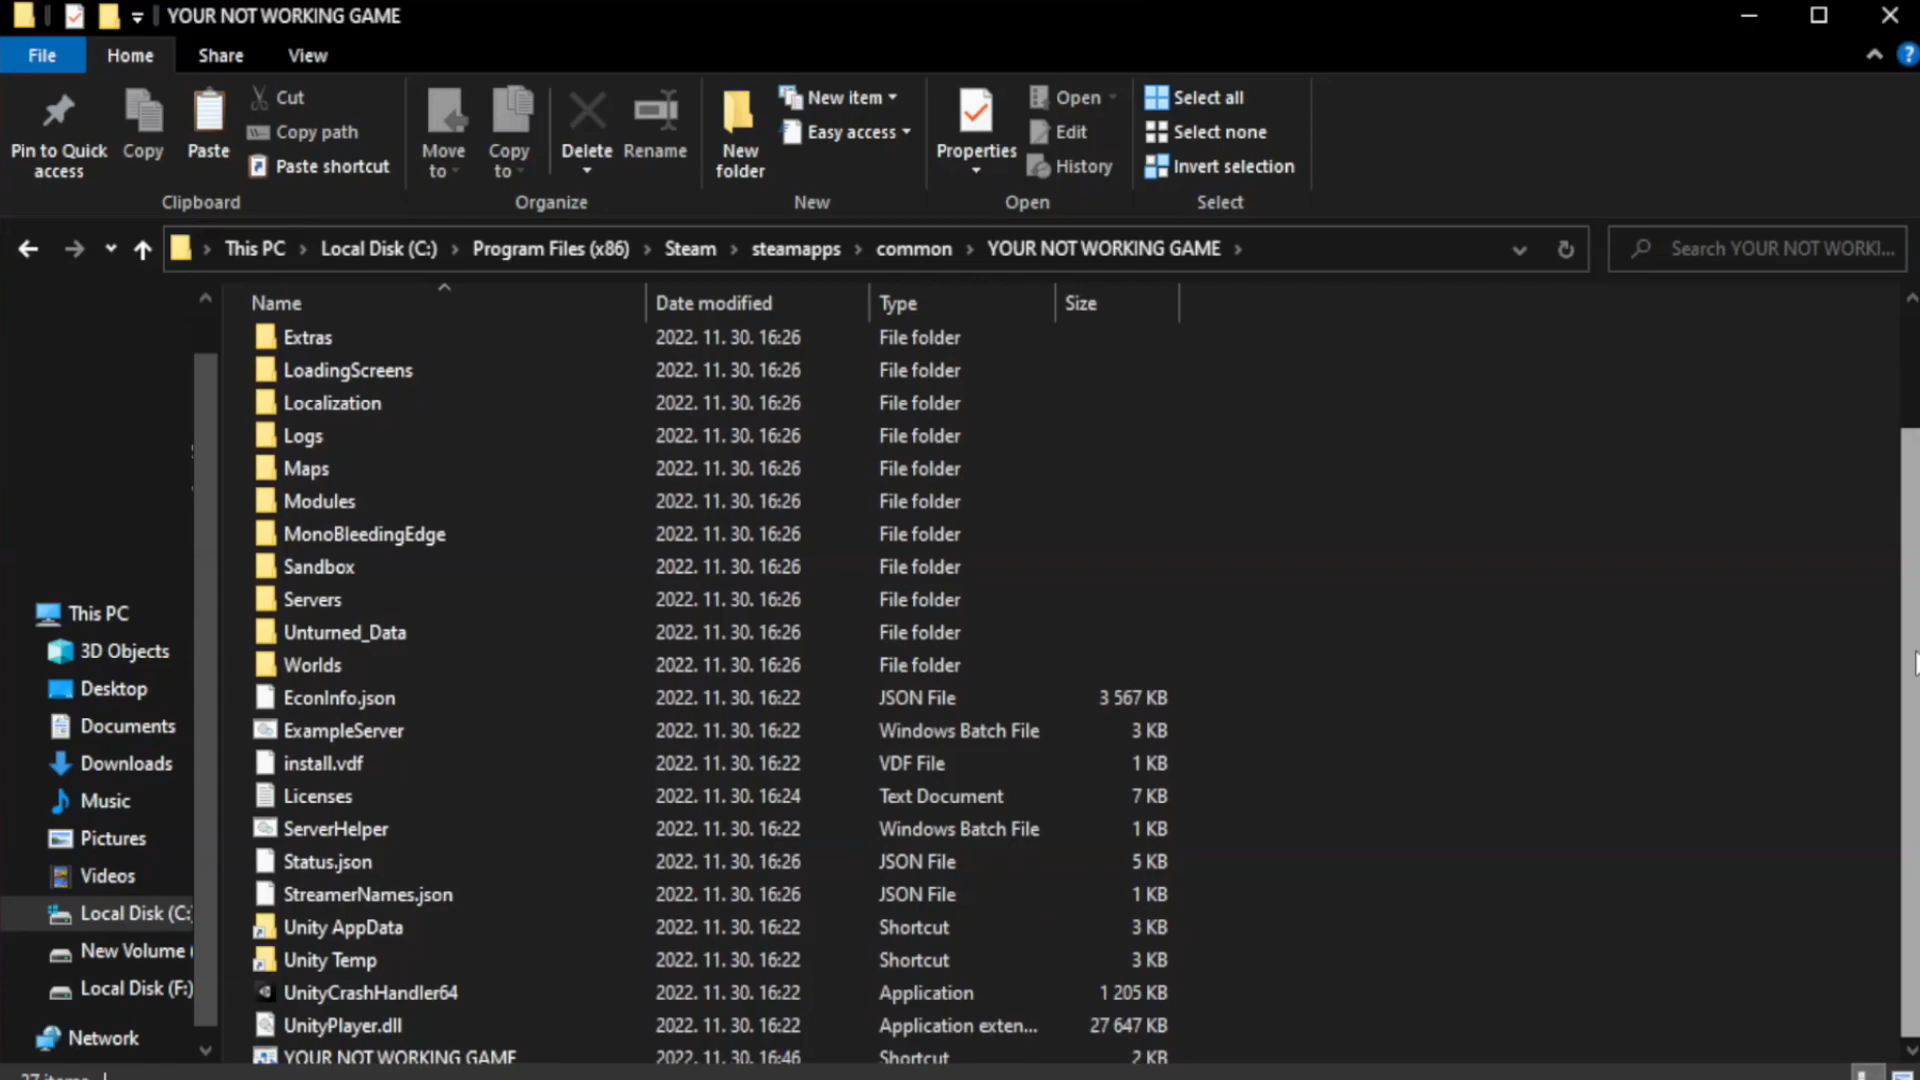 YOUR NOT WORKING GAME
File Home Share View
Pin to Quick access
Copy
Paste
Cut
Copy path
Paste shortcut
Clipboard
Move to
Copy to
Delete
Rename
Organize
New folder
New item
Easy access
New
Properties
Open
Edit
History
Open
Select all
Select none
Invert selection
Select
This PC > Local Disk (C:) > Program Files (x86) > Steam > steamapps > common > YOUR NOT WORKING GAME >
Search YOUR NOT WORKI...
Name Date modified Type Size
Extras 2022. 11. 30. 16:26 File folder
LoadingScreens 2022. 11. 30. 16:26 File folder
Localization 2022. 11. 30. 16:26 File folder
Logs 2022. 11. 30. 16:26 File folder
Maps 2022. 11. 30. 16:26 File folder
Modules 2022. 11. 30. 16:26 File folder
MonoBleedingEdge 2022. 11. 30. 16:26 File folder
Sandbox 2022. 11. 30. 16:26 File folder
Servers 2022. 11. 30. 16:26 File folder
Unturned_Data 2022. 11. 30. 16:26 File folder
Worlds 2022. 11. 30. 16:26 File folder
EconInfo.json 2022. 11. 30. 16:22 JSON File 3 567 KB
ExampleServer 2022. 11. 30. 16:22 Windows Batch File 3 KB
install.vdf 2022. 11. 30. 16:22 VDF File 1 KB
Licenses 2022. 11. 30. 16:24 Text Document 7 KB
ServerHelper 2022. 11. 30. 16:22 Windows Batch File 1 KB
Status.json 2022. 11. 30. 16:26 JSON File 5 KB
StreamerNames.json 2022. 11. 30. 16:26 JSON File 1 KB
Unity AppData 2022. 11. 30. 16:22 Shortcut 3 KB
Unity Temp 2022. 11. 30. 16:22 Shortcut 3 KB
UnityCrashHandler64 2022. 11. 30. 16:22 Application 1 205 KB
UnityPlayer.dll 2022. 11. 30. 16:22 Application exten... 27 647 KB
YOUR NOT WORKING GAME 2022. 11. 30. 16:46 Shortcut 2 KB
This PC
3D Objects
Desktop
Documents
Downloads
Music
Pictures
Videos
Local Disk (C:)
New Volume (
Local Disk (F:)
Network
27 items